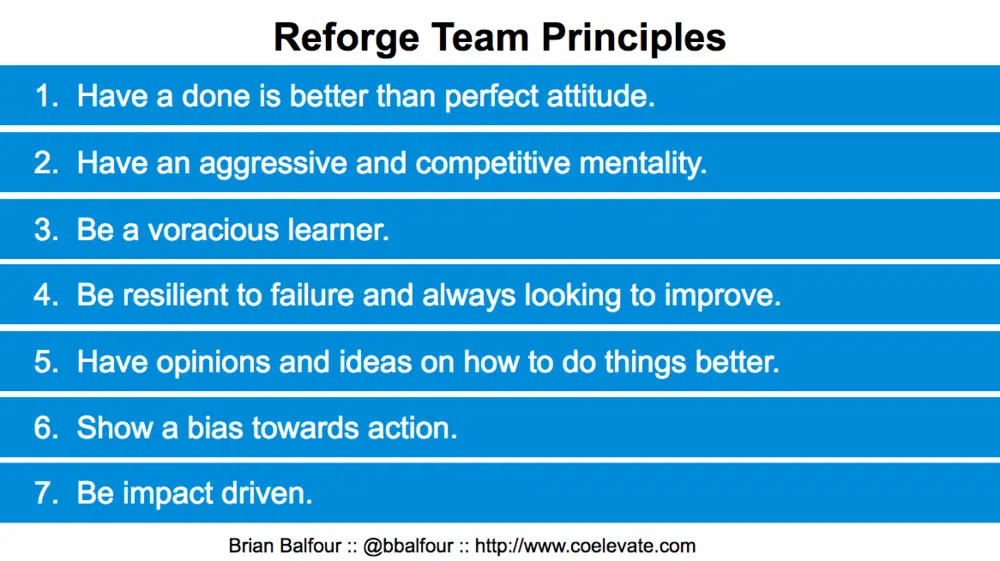 Reforge Team Principles
1. Have a done is better than perfect attitude.
2. Have an aggressive and competitive mentality.
3. Be a voracious learner.
4. Be resilient to failure and always looking to improve.
5. Have opinions and ideas on how to do things better.
6. Show a bias towards action.
7. Be impact driven.
Brian Balfour :: @bbalfour :: http://www.coelevate.com